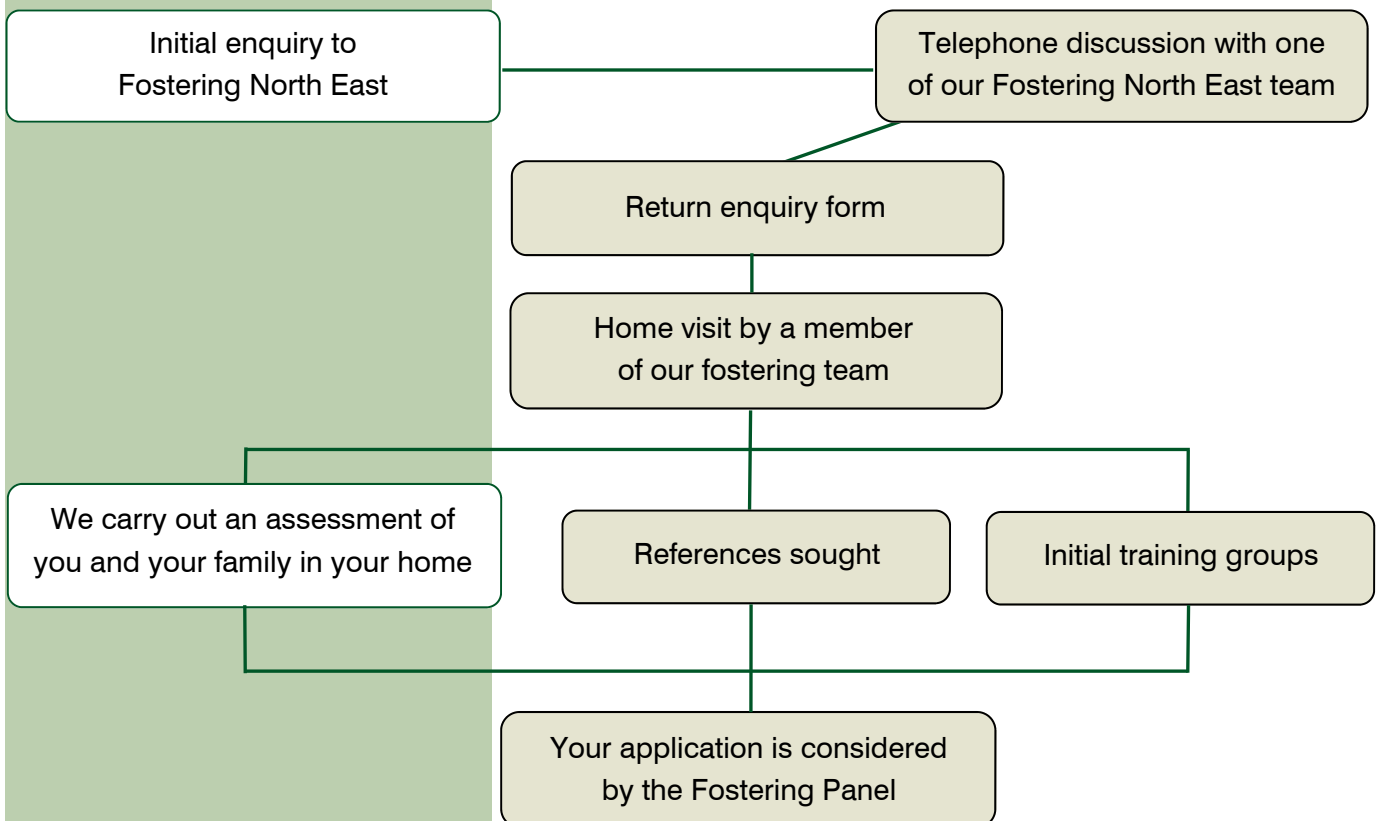 Initial enquiry to
Fostering North East
Telephone discussion with one
of our Fostering North East team
Return enquiry form
Home visit by a member
of our fostering team
We carry out an assessment of
you and your family in your home
References sought
Initial training groups
Your application is considered
by the Fostering Panel